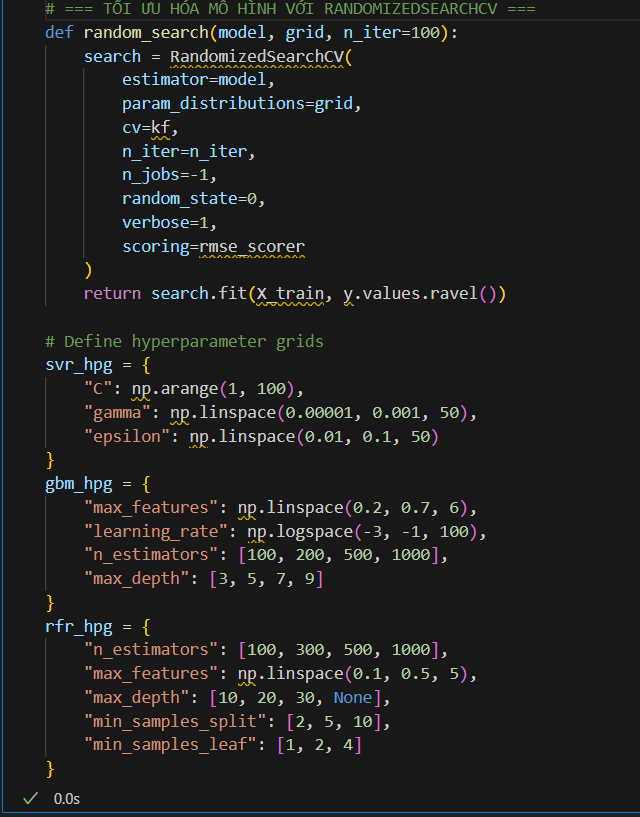 # === TỐI ƯU HÓA MÔ HÌNH VỚI RANDOMIZEDSEARCHCV ===
def random_search(model, grid, n_iter=100):
    search = RandomizedSearchCV(
        estimator=model,
        param_distributions=grid,
        cv=kf,
        n_iter=n_iter,
        n_jobs=-1,
        random_state=0,
        verbose=1,
        scoring=rmse_scorer
    )
    return search.fit(X_train, y.values.ravel())

# Define hyperparameter grids
svr_hpg = {
    "C": np.arange(1, 100),
    "gamma": np.linspace(0.00001, 0.001, 50),
    "epsilon": np.linspace(0.01, 0.1, 50)
}
gbm_hpg = {
    "max_features": np.linspace(0.2, 0.7, 6),
    "learning_rate": np.logspace(-3, -1, 100),
    "n_estimators": [100, 200, 500, 1000],
    "max_depth": [3, 5, 7, 9]
}
rfr_hpg = {
    "n_estimators": [100, 300, 500, 1000],
    "max_features": np.linspace(0.1, 0.5, 5),
    "max_depth": [10, 20, 30, None],
    "min_samples_split": [2, 5, 10],
    "min_samples_leaf": [1, 2, 4]
}
0.0s